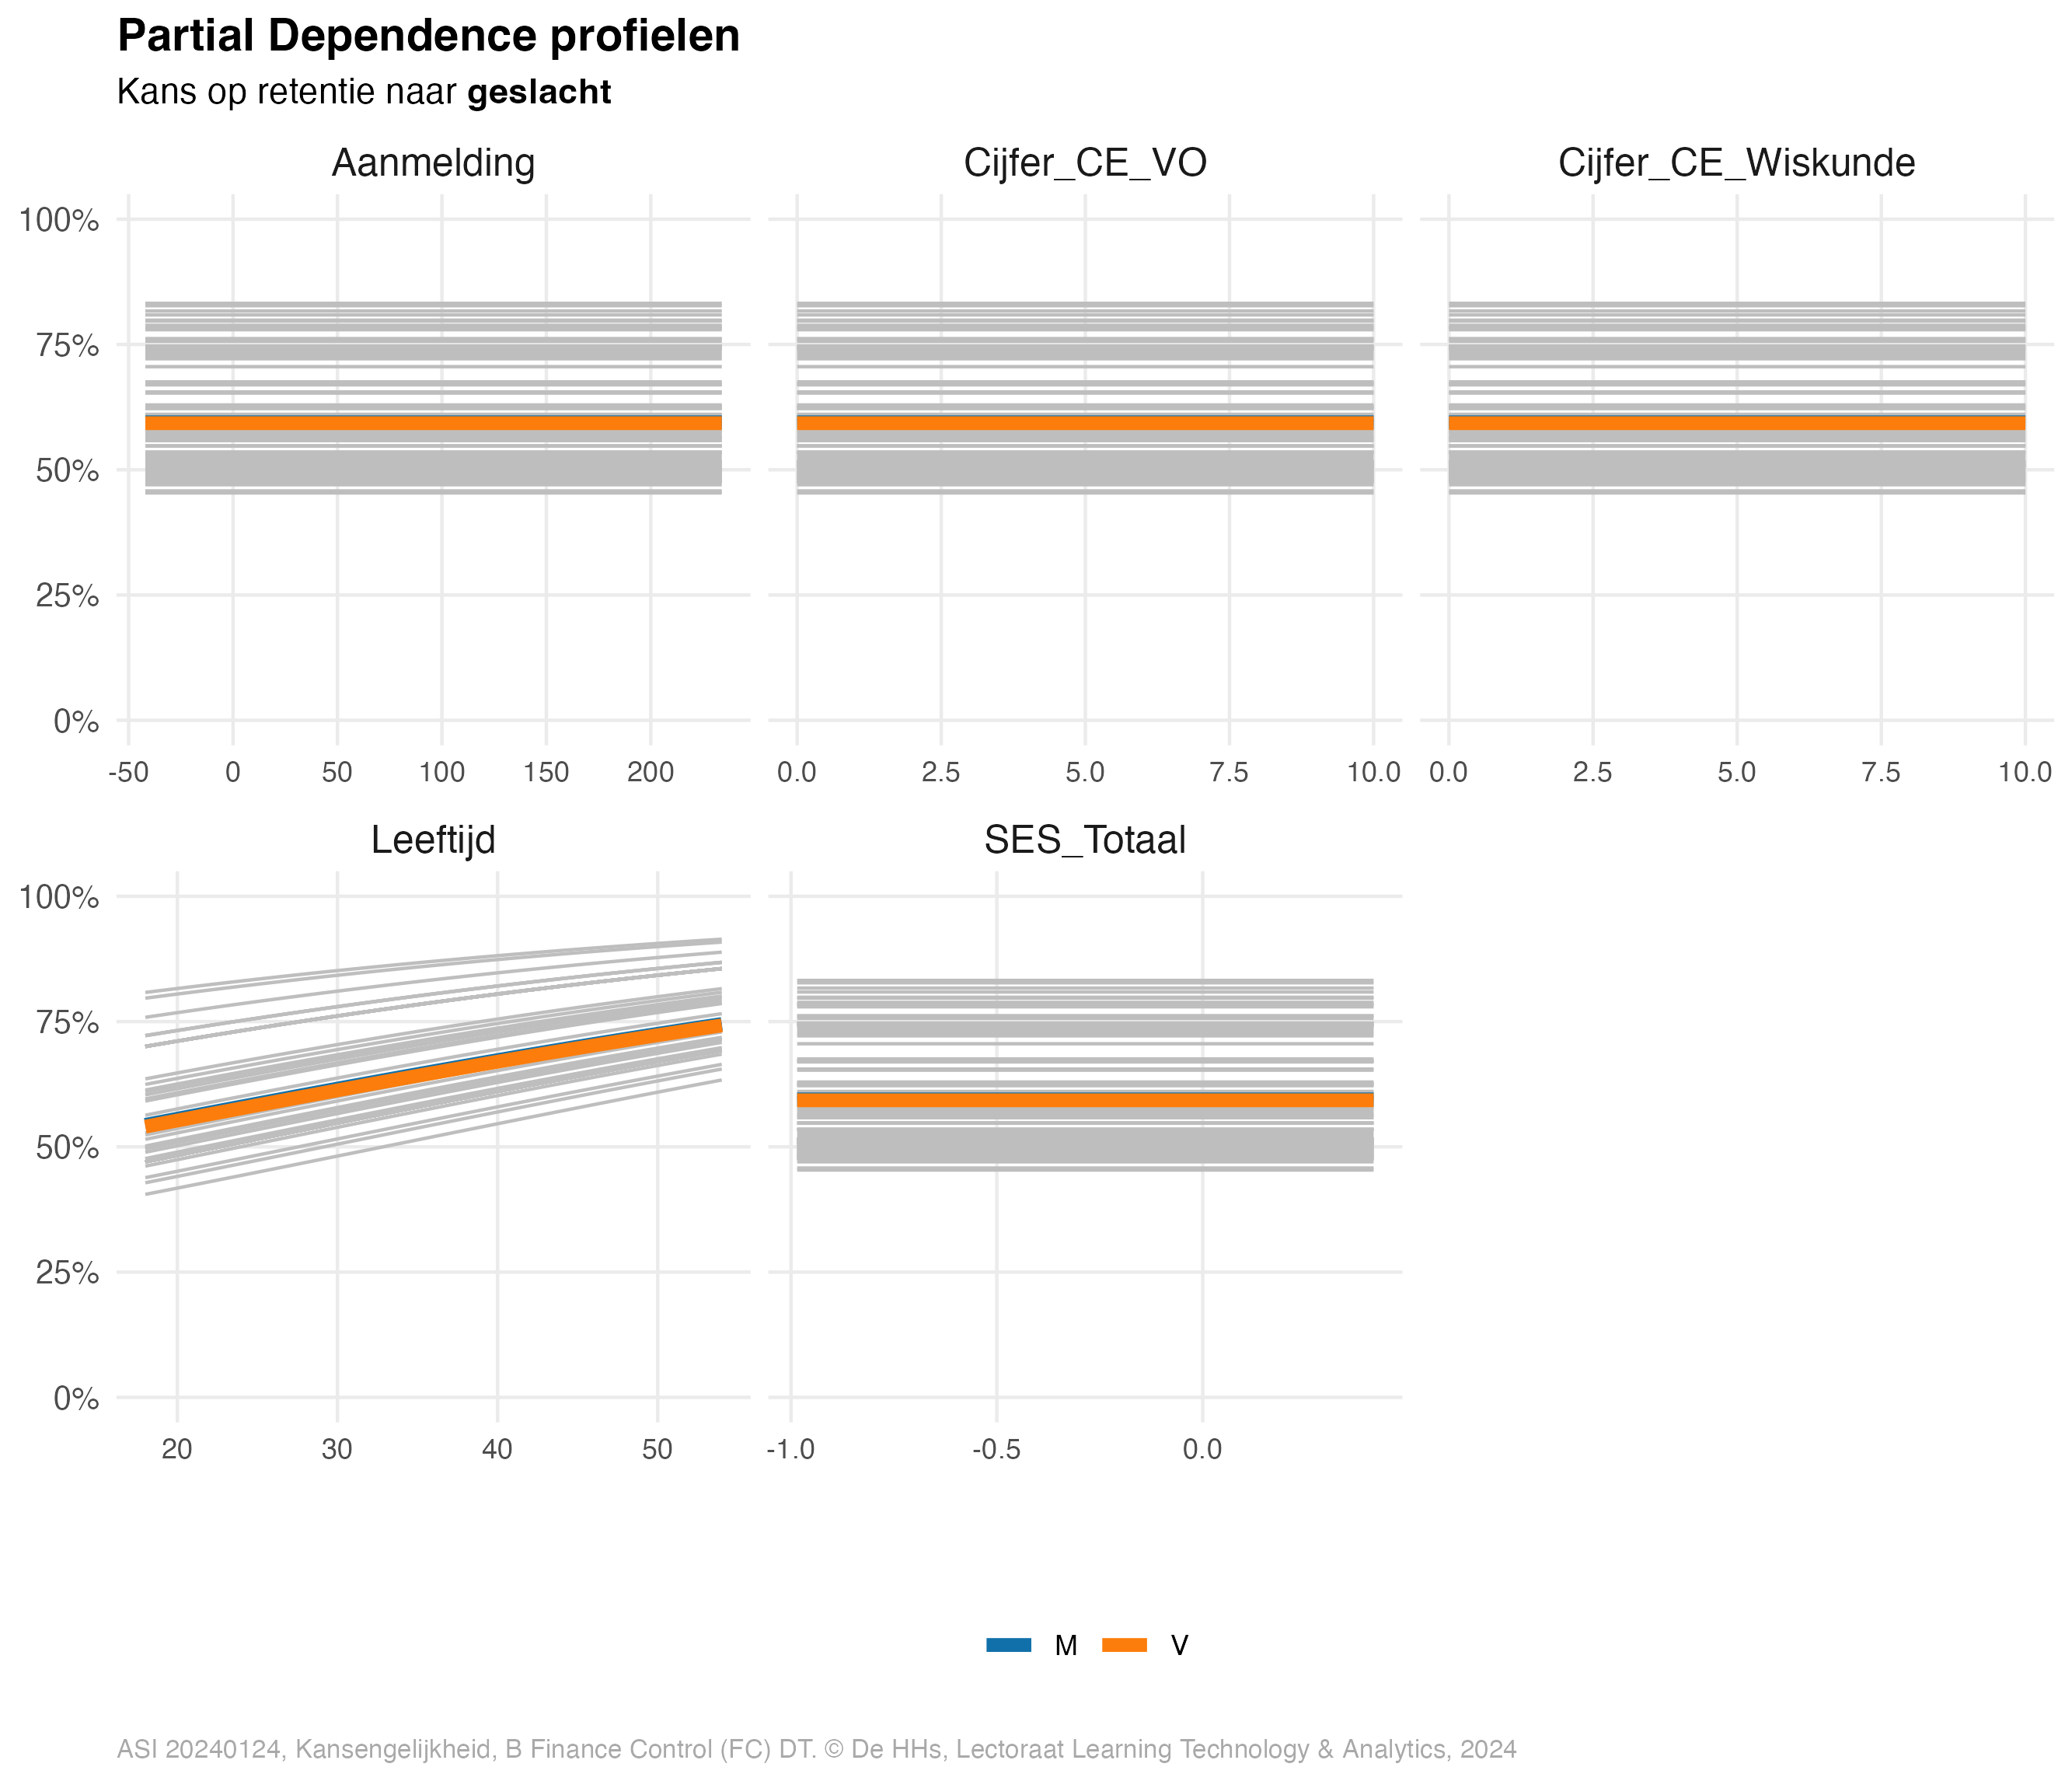 Partial Dependence profielen
Kans op retentie naar geslacht
Aanmelding
Cijfer_CE_VO
Cijfer_CE_Wiskunde
100%
75%
50%
25%
0%
-50 0 50 100 150 200
0.0 2.5 5.0 7.5 10.0
0.0 2.5 5.0 7.5 10.0
Leeftijd
SES_Totaal
100%
75%
50%
25%
0%
20 30 40 50
-1.0 -0.5 0.0
M V
ASI 20240124, Kansengelijkheid, B Finance Control (FC) DT. © De HHs, Lectoraat Learning Technology & Analytics, 2024